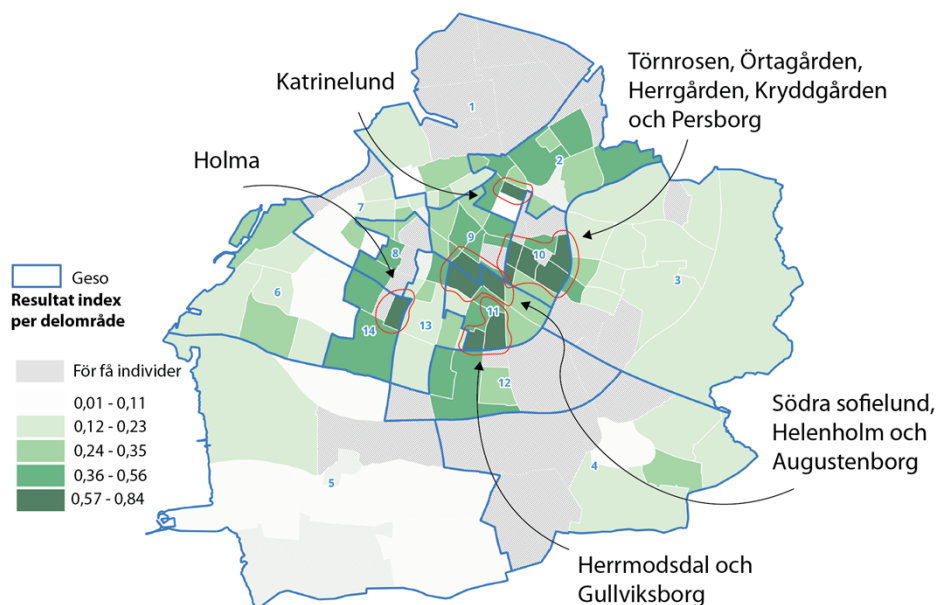 Törnrosen, Örtagården,
Herrgården, Kryddgården
och Persborg
Katrinelund
Holma
1
2
7
9
8
10
3
6
11
14
13
12
4
5
Geso
Resultat index
per delområde
För få individer
0,01 - 0,11
0,12 - 0,23
0,24 - 0,35
0,36 - 0,56
0,57 - 0,84
Södra sofielund,
Helenholm och
Augustenborg
Herrmodsdal och
Gullviksborg